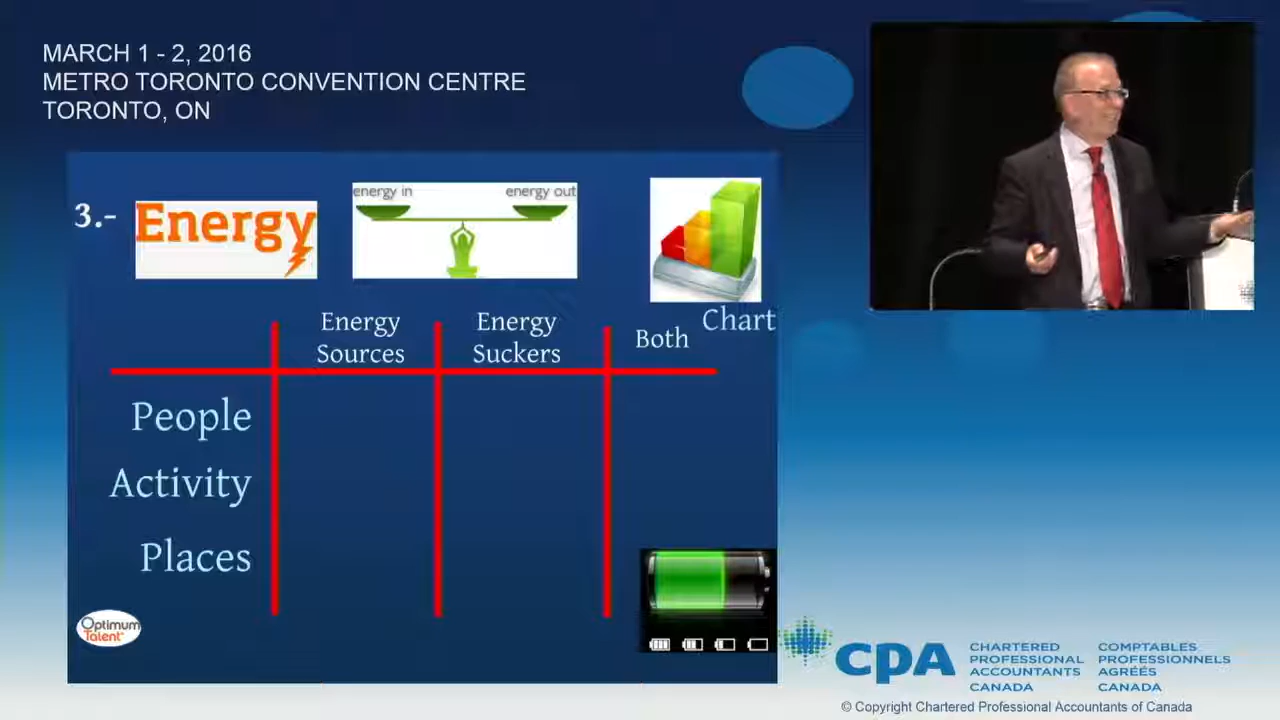 MARCH 1 - 2, 2016
METRO TORONTO CONVENTION CENTRE
TORONTO, ON
3.-
Energy
energy in
energy out
Chart
Energy
Sources
Energy
Suckers
Both
People
Activity
Places
Optimum
Talent
CPA
CHARTERED
PROFESSIONAL
ACCOUNTANTS
CANADA
COMPTABLES
PROFESSIONNELS
AGRÉÉS
CANADA
© Copyright Chartered Professional Accountants of Canada